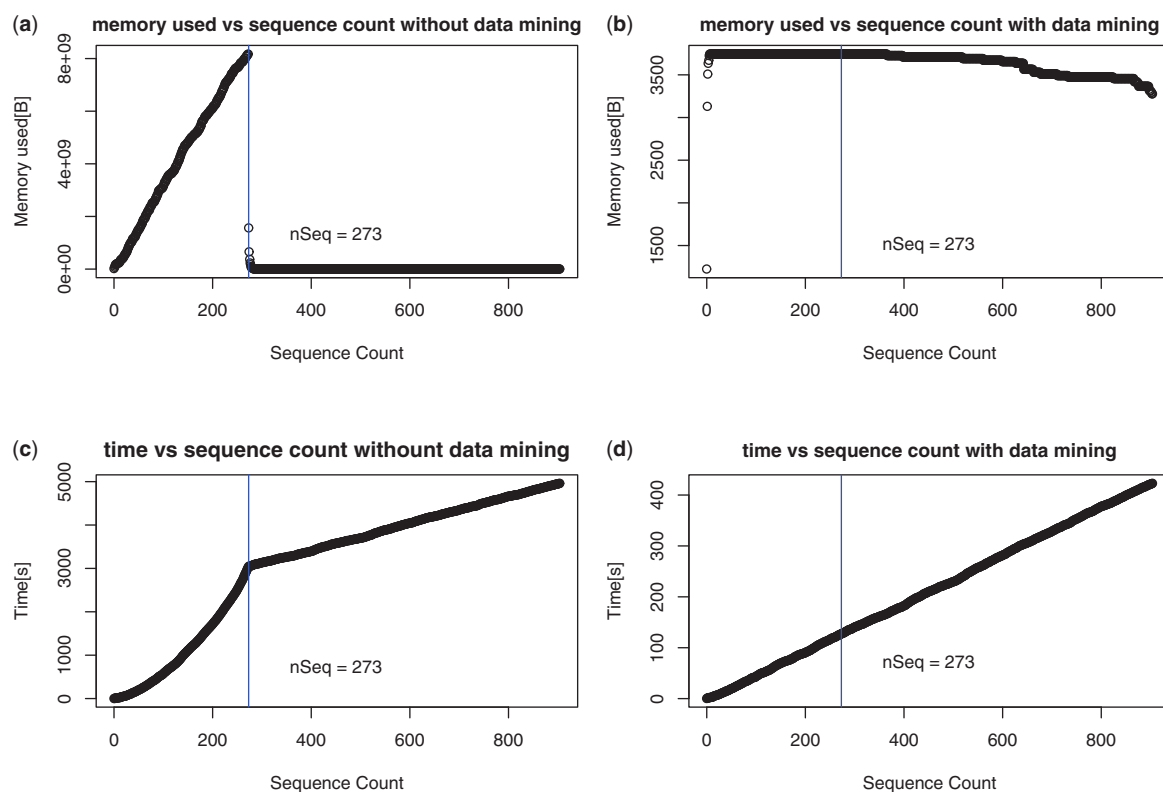 (a) memory used vs sequence count without data mining
Memory used[B]
0e+00 4e+09 8e+09
nSeq = 273
0 200 400 600 800
Sequence Count
(b) memory used vs sequence count with data mining
Memory used[B]
1500 2500 3500
nSeq = 273
0 200 400 600 800
Sequence Count
(c) time vs sequence count withount data mining
Time[s]
0 1000 3000 5000
nSeq = 273
0 200 400 600 800
Sequence Count
(d) time vs sequence count with data mining
Time[s]
0 100 200 300 400
nSeq = 273
0 200 400 600 800
Sequence Count